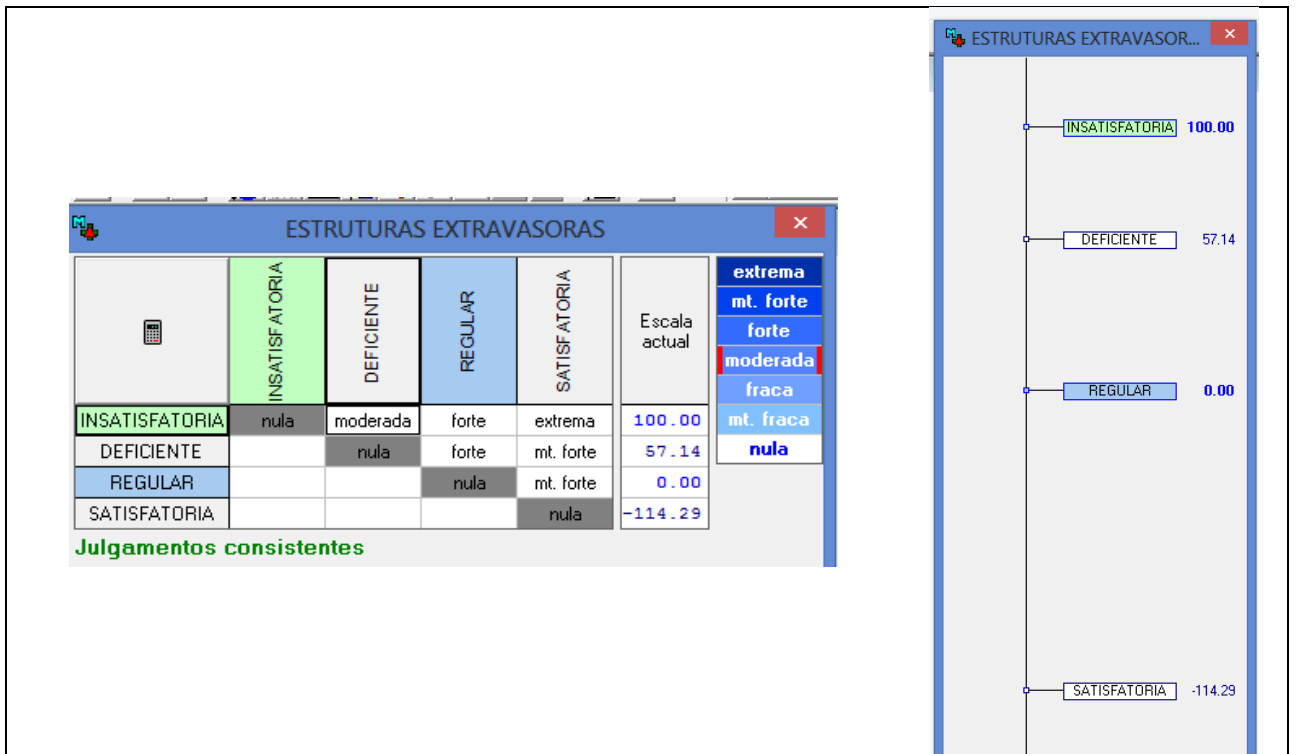 ESTRUTURAS EXTRAVASORAS
INSATISFATORIA DEFICIENTE REGULAR SATISFATORIA Escala actual
INSATISFATORIA nula moderada forte extrema 100.00
DEFICIENTE nula forte mt. forte 57.14
REGULAR nula mt. forte 0.00
SATISFATORIA nula -114.29
extrema
mt. forte
forte
moderada
fraca
mt. fraca
nula
Julgamentos consistentes
ESTRUTURAS EXTRAVASOR...
INSATISFATORIA 100.00
DEFICIENTE 57.14
REGULAR 0.00
SATISFATORIA -114.29